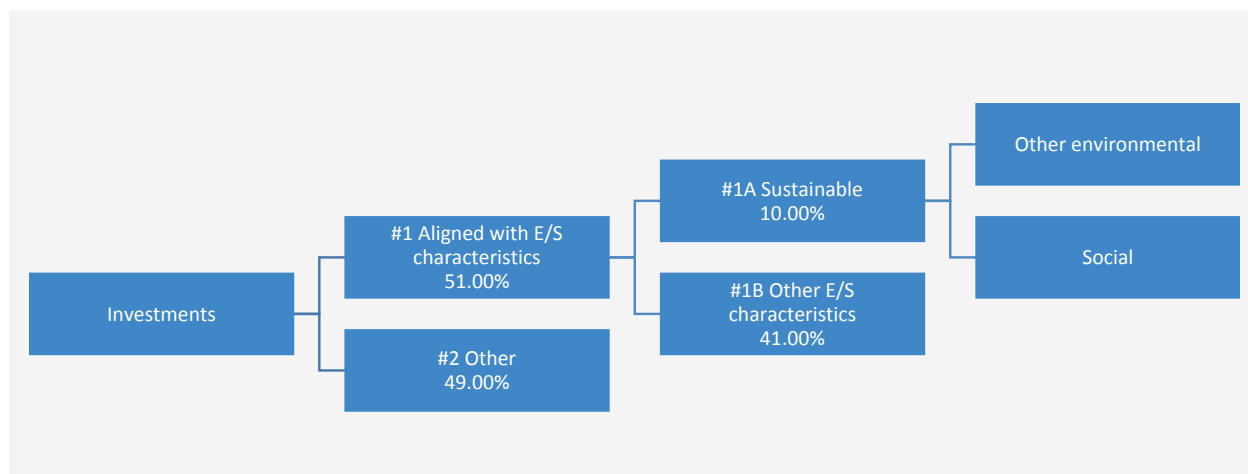 Investments
#1 Aligned with E/S
characteristics
51.00%
#2 Other
49.00%
#1A Sustainable
10.00%
#1B Other E/S
characteristics
41.00%
Other environmental
Social